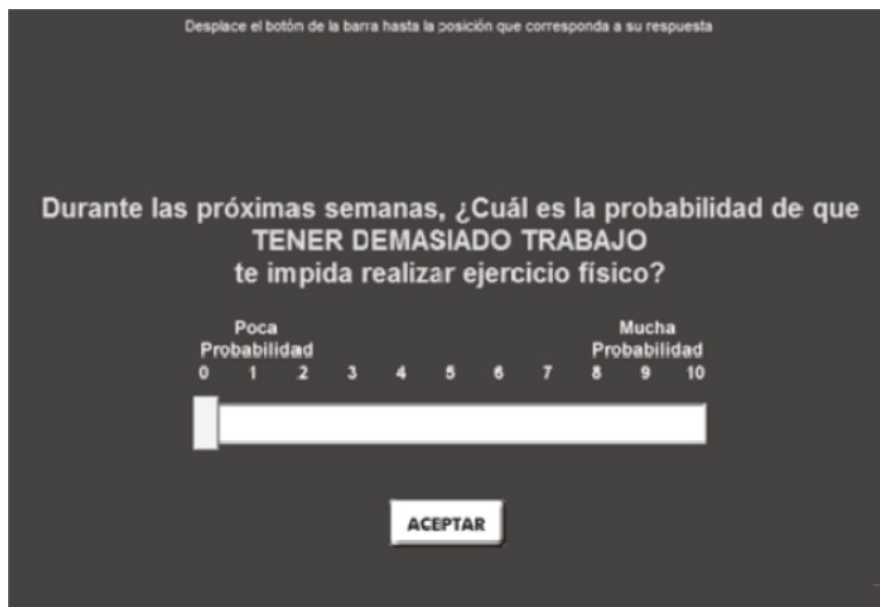 Desplace el botón de la barra hasta la posición que corresponda a su respuesta
Durante las próximas semanas, ¿Cuál es la probabilidad de que
TENER DEMASIADO TRABAJO
te impida realizar ejercicio físico?
Poca Mucha
Probabilidad Probabilidad
0 1 2 3 4 5 6 7 8 9 10
ACEPTAR